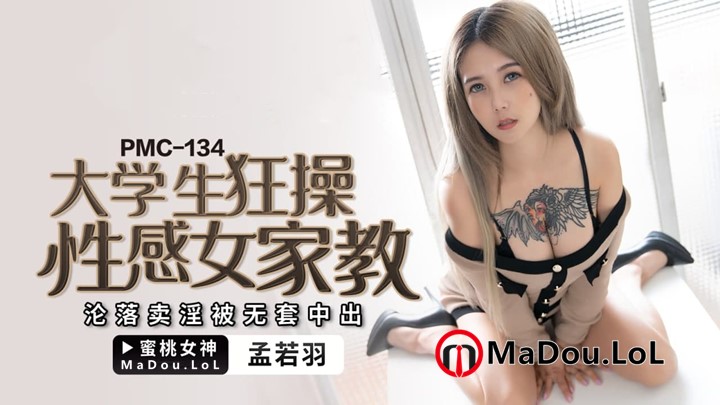 PMC-134
大学生狂操
性感女家教
沦落卖淫被无套中出
▶蜜桃女神
MaDou.LoL
孟若羽
MaDou.LoL